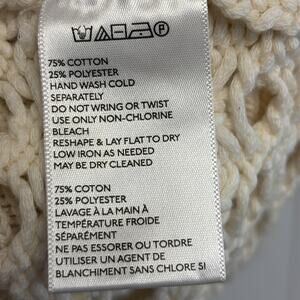 75% COTTON
25% POLYESTER
HAND WASH COLD
SEPARATELY
DO NOT WRING OR TWIST
USE ONLY NON-CHLORINE
BLEACH
RESHAPE & LAY FLAT TO DRY
LOW IRON AS NEEDED
MAY BE DRY CLEANED
75% COTON
25% POLYESTER
LAVAGE À LA MAIN À
TEMPÉRATURE FROIDE
SÉPARÉMENT
NE PAS ESSORER OU TORDRE
UTILISER UN AGENT DE
BLANCHIMENT SANS CHLORE SI